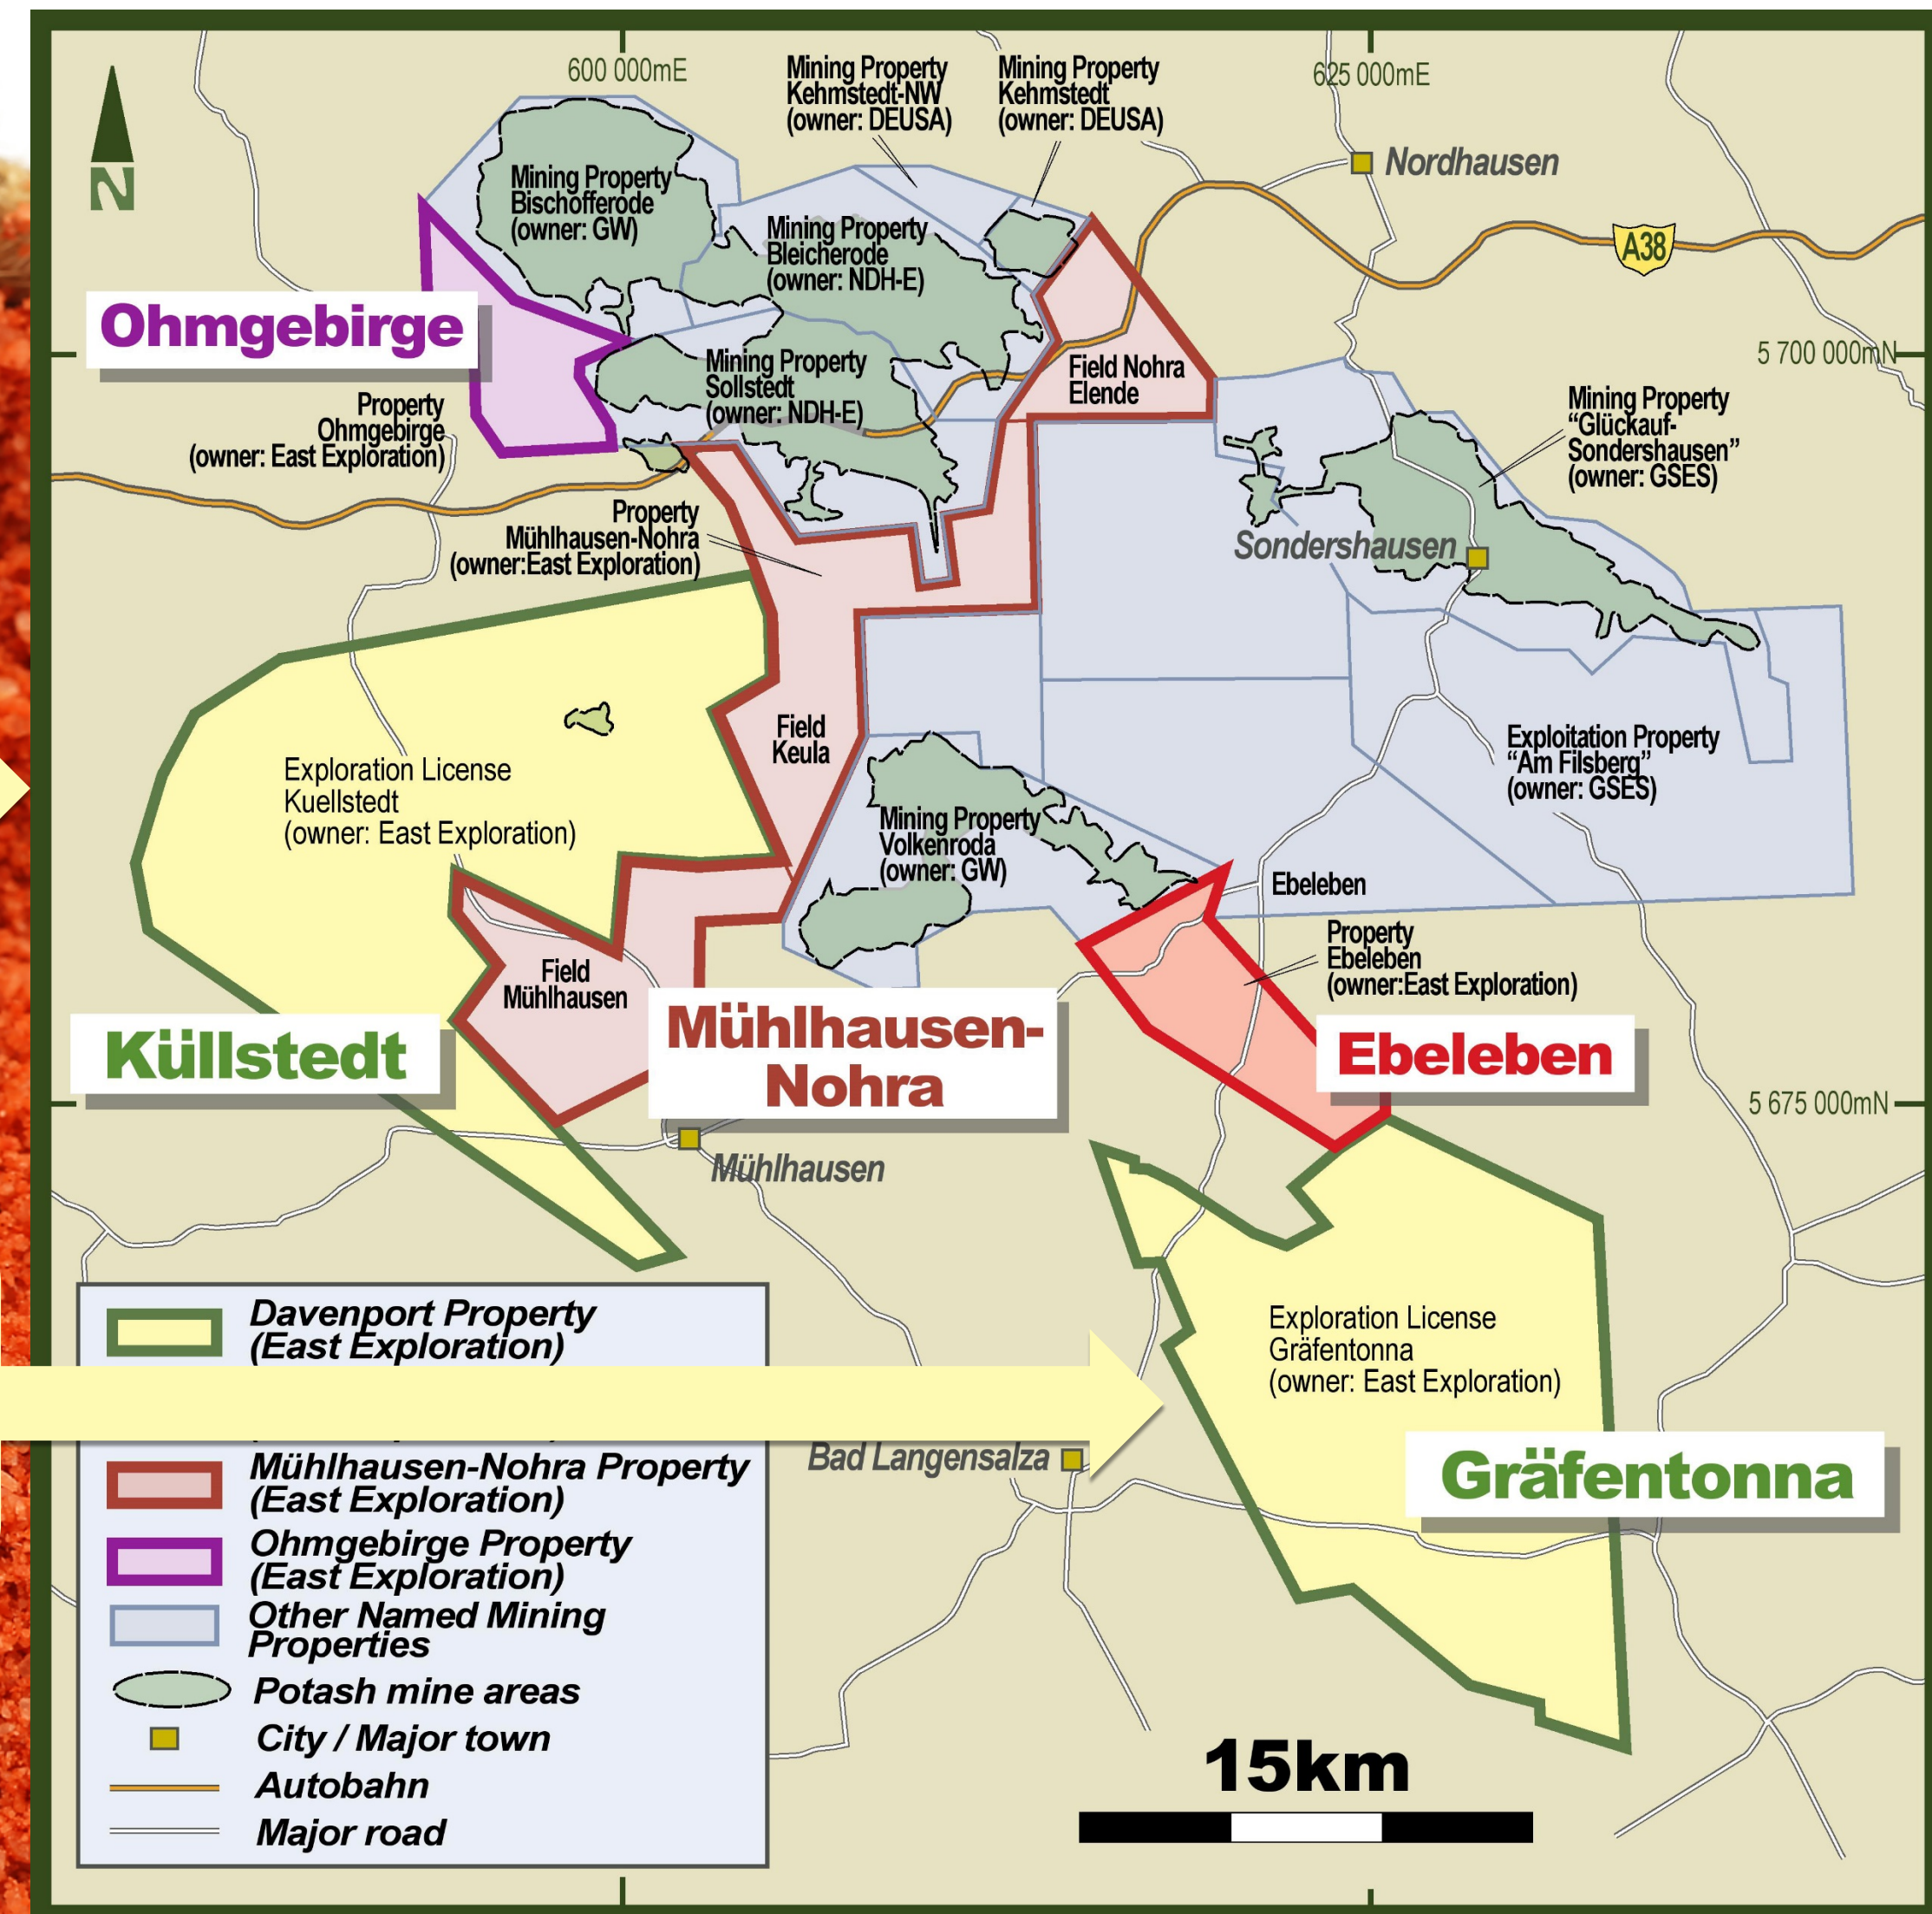 600 000mE
625 000mE
N
Mining Property
Kehmstedt-NW
(owner: DEUSA)
Mining Property
Kehmstedt
(owner: DEUSA)
Nordhausen
Mining Property
Bischofferode
(owner: GW)
Mining Property
Bleicherode
(owner: NDH-E)
A38
Ohmgebirge
Mining Property
Sollstedt
(owner: NDH-E)
Field Nohra
Elende
5 700 000mN
Property
Ohmgebirge
(owner: East Exploration)
Mining Property
“Glückauf-
Sondershausen”
(owner: GSES)
Property
Mühlhausen-Nohra
(owner:East Exploration)
Sondershausen
Field
Keula
Exploration License
Kuellstedt
(owner: East Exploration)
Exploitation Property
“Am Filsberg”
(owner: GSES)
Mining Property
Volkenroda
(owner: GW)
Ebeleben
Property
Ebeleben
(owner:East Exploration)
Field
Mühlhausen
Küllstedt
Mühlhausen-
Nohra
Ebeleben
5 675 000mN
Mühlhausen
Exploration License
Gräfentonna
(owner: East Exploration)
Bad Langensalza
Gräfentonna
Davenport Property
(East Exploration)
Mühlhausen-Nohra Property
(East Exploration)
Ohmgebirge Property
(East Exploration)
Other Named Mining
Properties
Potash mine areas
City / Major town
Autobahn
Major road
15km